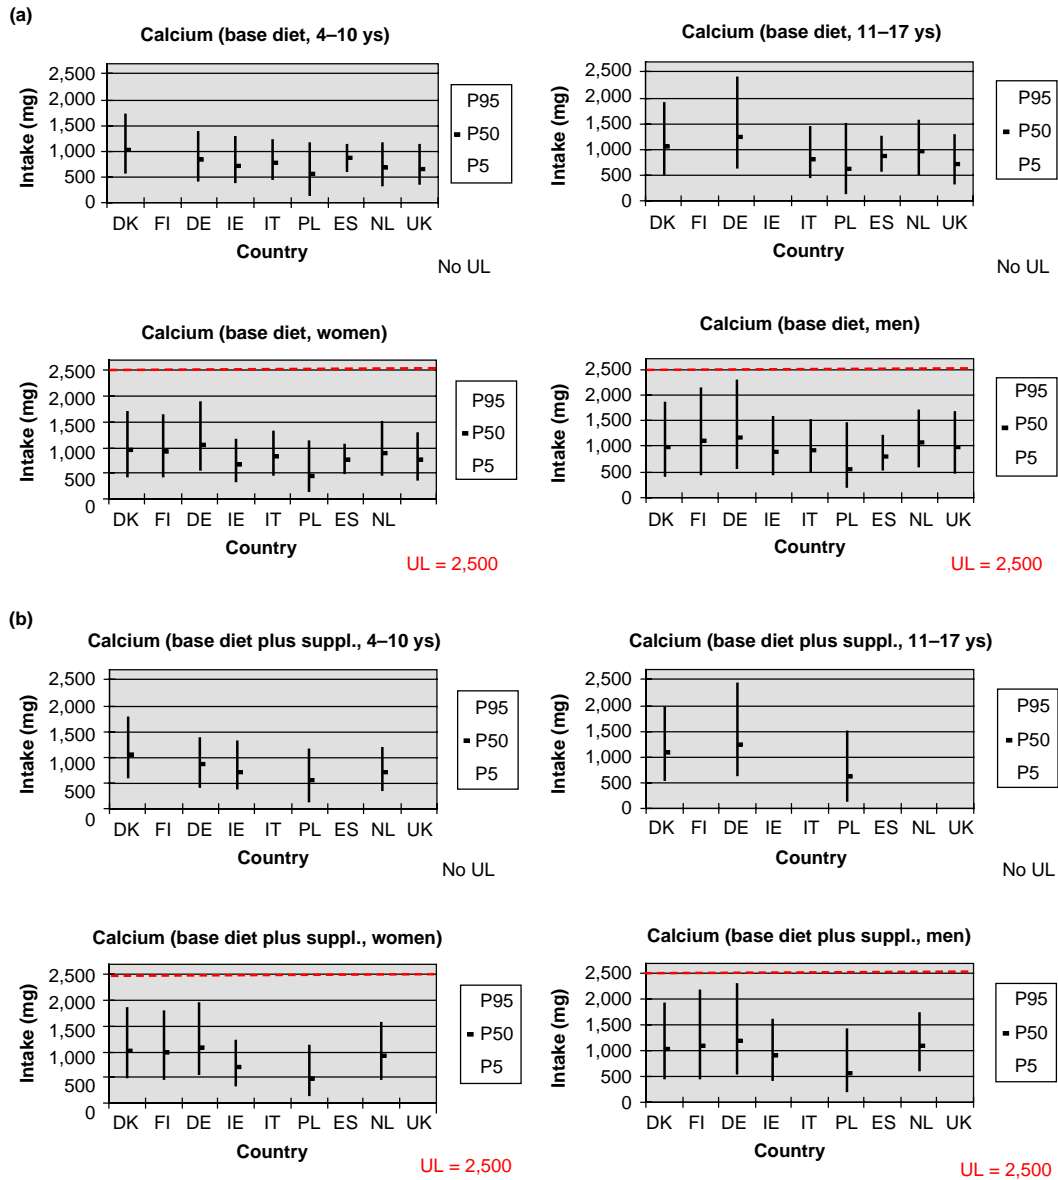 (a)
Calcium (base diet, 4–10 ys)
Intake (mg)
2,500
2,000
1,500
1,000
500
0
DK FI DE IE IT PL ES NL UK
Country
P95
P50
P5
No UL
Calcium (base diet, 11–17 ys)
Intake (mg)
2,500
2,000
1,500
1,000
500
0
DK FI DE IE IT PL ES NL UK
Country
P95
P50
P5
No UL
Calcium (base diet, women)
Intake (mg)
2,500
2,000
1,500
1,000
500
0
DK FI DE IE IT PL ES NL
Country
P95
P50
P5
UL = 2,500
Calcium (base diet, men)
Intake (mg)
2,500
2,000
1,500
1,000
500
0
DK FI DE IE IT PL ES NL UK
Country
P95
P50
P5
UL = 2,500
(b)
Calcium (base diet plus suppl., 4–10 ys)
Intake (mg)
2,500
2,000
1,500
1,000
500
0
DK FI DE IE IT PL ES NL UK
Country
P95
P50
P5
No UL
Calcium (base diet plus suppl., 11–17 ys)
Intake (mg)
2,500
2,000
1,500
1,000
500
0
DK FI DE IE IT PL ES NL UK
Country
P95
P50
P5
No UL
Calcium (base diet plus suppl., women)
Intake (mg)
2,500
2,000
1,500
1,000
500
0
DK FI DE IE IT PL ES NL UK
Country
P95
P50
P5
UL = 2,500
Calcium (base diet plus suppl., men)
Intake (mg)
2,500
2,000
1,500
1,000
500
0
DK FI DE IE IT PL ES NL UK
Country
P95
P50
P5
UL = 2,500